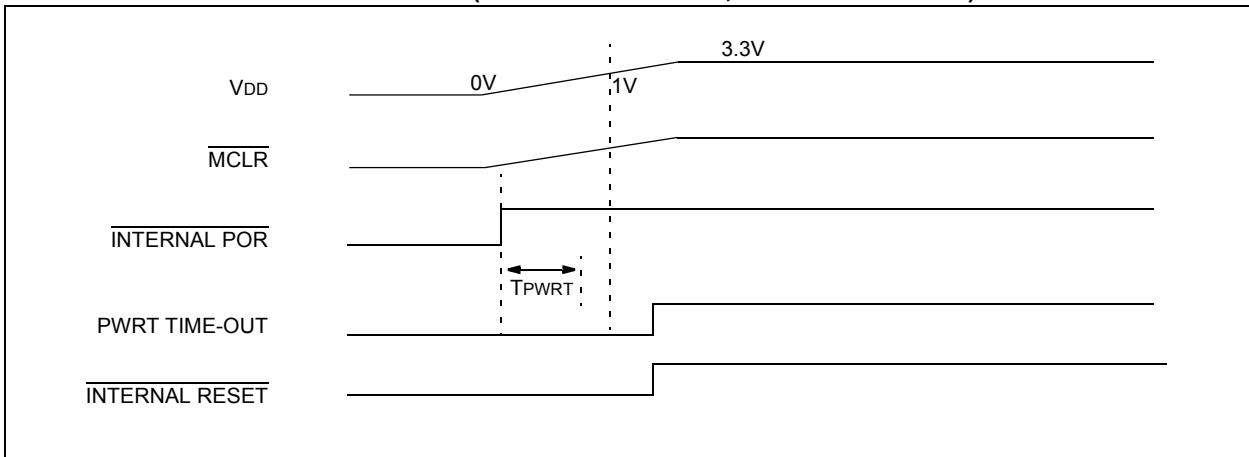 3.3V
0V
1V
VDD
MCLR
INTERNAL POR
TPWRT
PWRT TIME-OUT
INTERNAL RESET